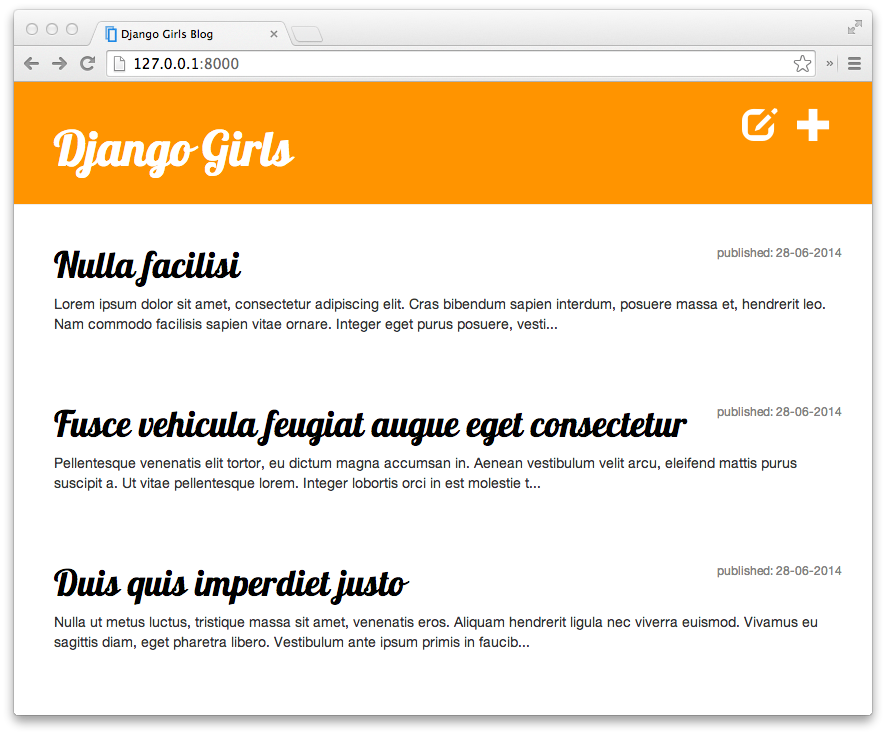 Django Girls Blog
127.0.0.1:8000
Django Girls
Nulla facilisi
published: 28-06-2014
Lorem ipsum dolor sit amet, consectetur adipiscing elit. Cras bibendum sapien interdum, posuere massa et, hendrerit leo.
Nam commodo facilisis sapien vitae ornare. Integer eget purus posuere, vesti...
Fusce vehicula feugiat augue eget consectetur
published: 28-06-2014
Pellentesque venenatis elit tortor, eu dictum magna accumsan in. Aenean vestibulum velit arcu, eleifend mattis purus
suscipit a. Ut vitae pellentesque lorem. Integer lobortis orci in est molestie t...
Duis quis imperdiet justo
published: 28-06-2014
Nulla ut metus luctus, tristique massa sit amet, venenatis eros. Aliquam hendrerit ligula nec viverra euismod. Vivamus eu
sagittis diam, eget pharetra libero. Vestibulum ante ipsum primis in faucib...